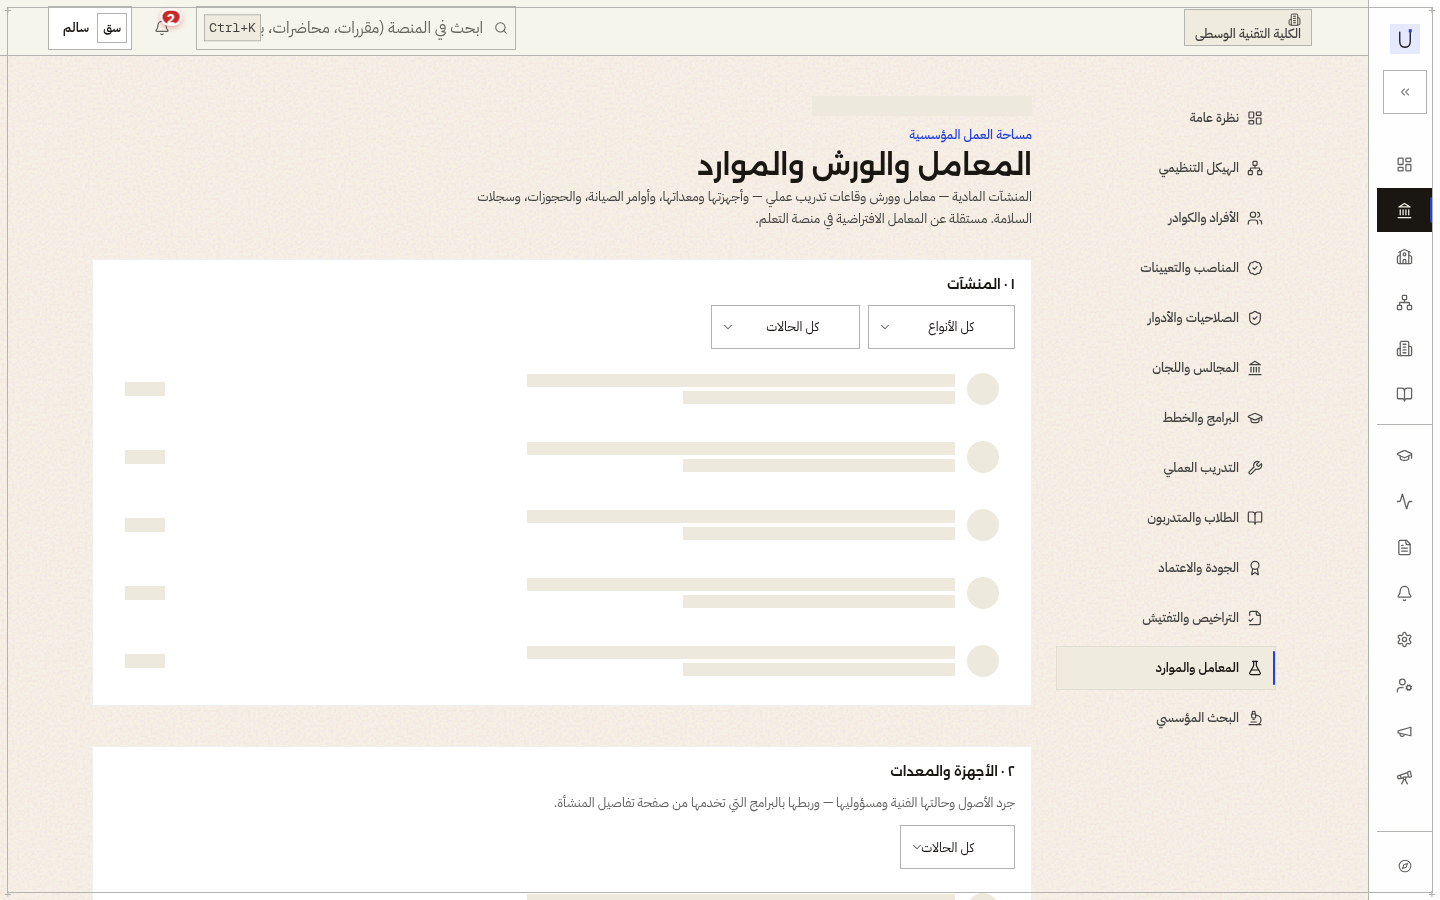 الكلية التقنية الوسطى
ابحث في المنصة (مقررات، محاضرات، ب
Ctrl+K
2
سق
سالم
نظرة عامة
الهيكل التنظيمي
الأفراد والكوادر
المناصب والتعيينات
الصلاحيات والأدوار
المجالس واللجان
البرامج والخطط
التدريب العملي
الطلاب والمتدربون
الجودة والاعتماد
التراخيص والتفتيش
المعامل والموارد
البحث المؤسسي
مساحة العمل المؤسسية
المعامل والورش والموارد
المنشآت المادية — معامل وورش وقاعات تدريب عملي — وأجهزتها ومعداتها، وأوامر الصيانة، والحجوزات، وسجلات
السلامة. مستقلة عن المعامل الافتراضية في منصة التعلم.
٠١ المنشآت
كل الأنواع
كل الحالات
٠٢ الأجهزة والمعدات
جرد الأصول وحالتها الفنية ومسؤوليها — وربطها بالبرامج التي تخدمها من صفحة تفاصيل المنشأة.
كل الحالات